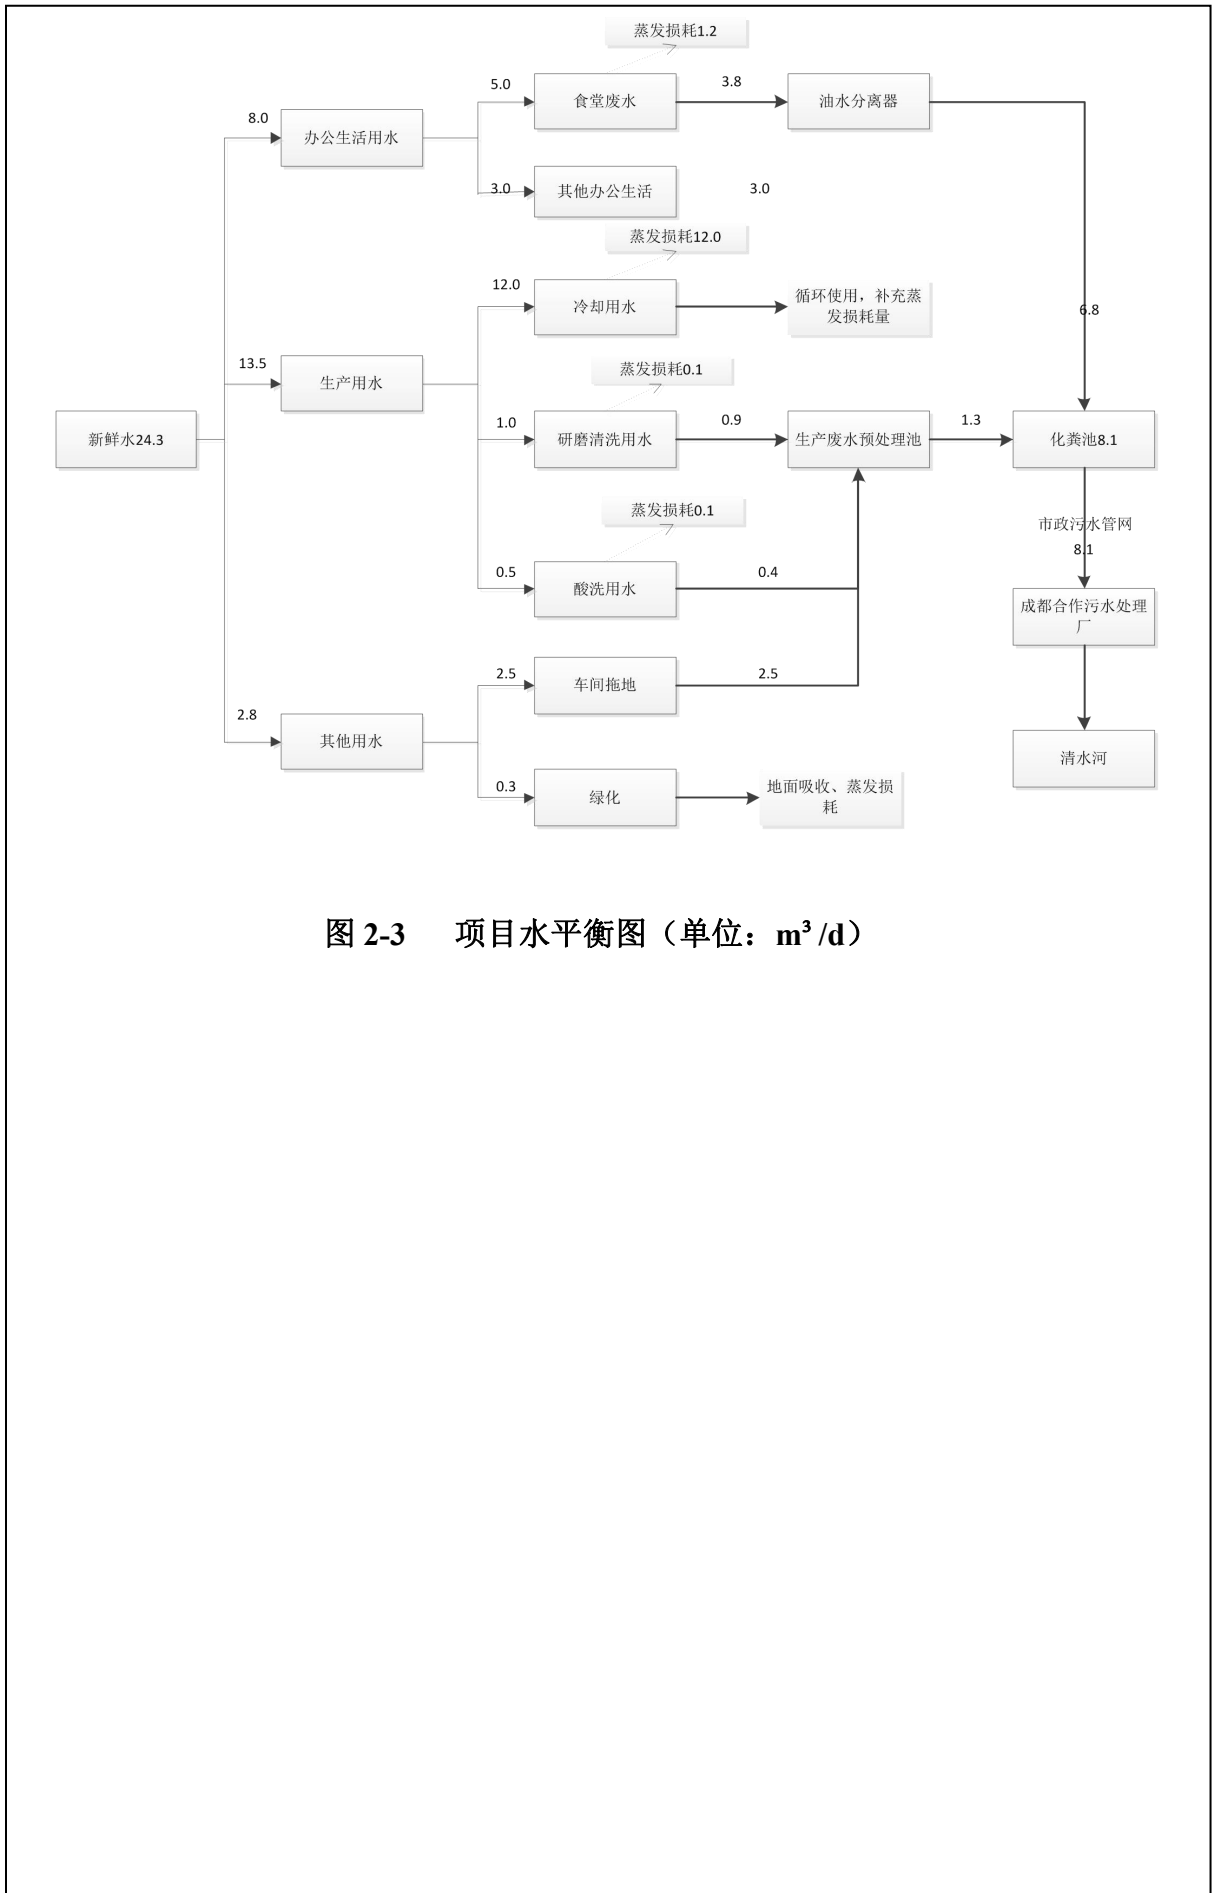 蒸发损耗1.2
5.0
食堂废水
3.8
油水分离器
8.0
办公生活用水
3.0
其他办公生活
3.0
蒸发损耗12.0
12.0
冷却用水
循环使用，补充蒸
发损耗量
6.8
13.5
生产用水
蒸发损耗0.1
新鲜水24.3
1.0
研磨清洗用水
0.9
生产废水预处理池
1.3
化粪池8.1
蒸发损耗0.1
市政污水管网
8.1
0.5
酸洗用水
0.4
成都合作污水处理
厂
2.5
车间拖地
2.5
2.8
其他用水
清水河
0.3
绿化
地面吸收、蒸发损
耗
图 2-3 项目水平衡图（单位：m³/d）